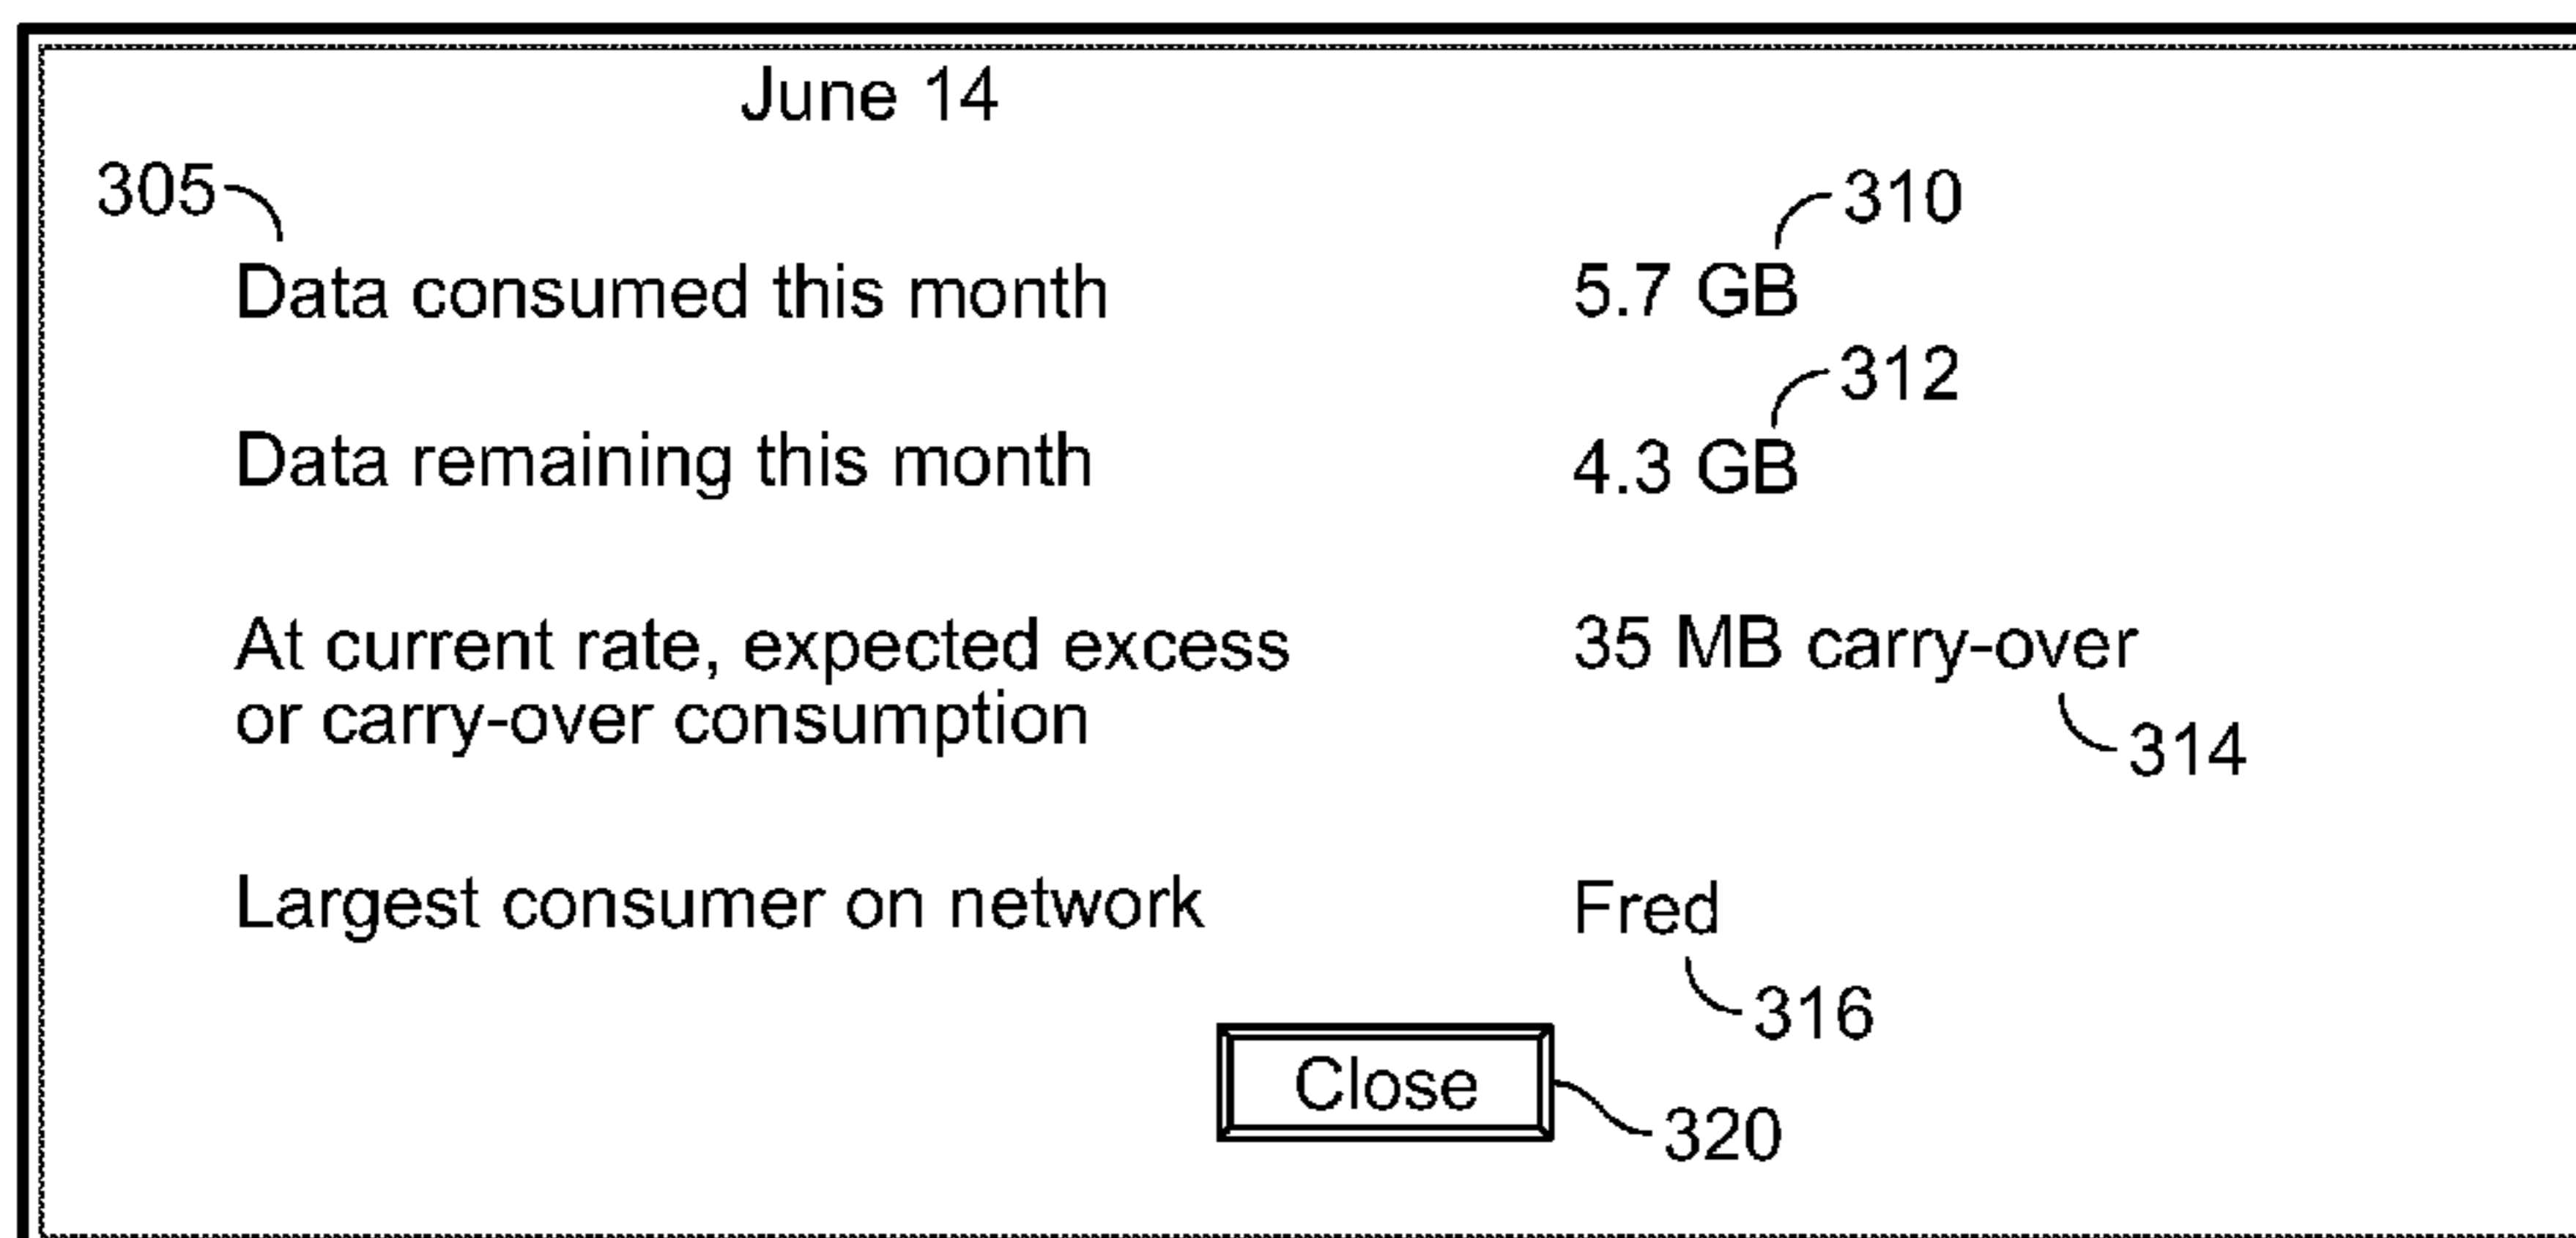 June 14
305
310
Data consumed this month 5.7 GB
312
Data remaining this month 4.3 GB
At current rate, expected excess 35 MB carry-over
or carry-over consumption
314
Largest consumer on network Fred
316
Close
320